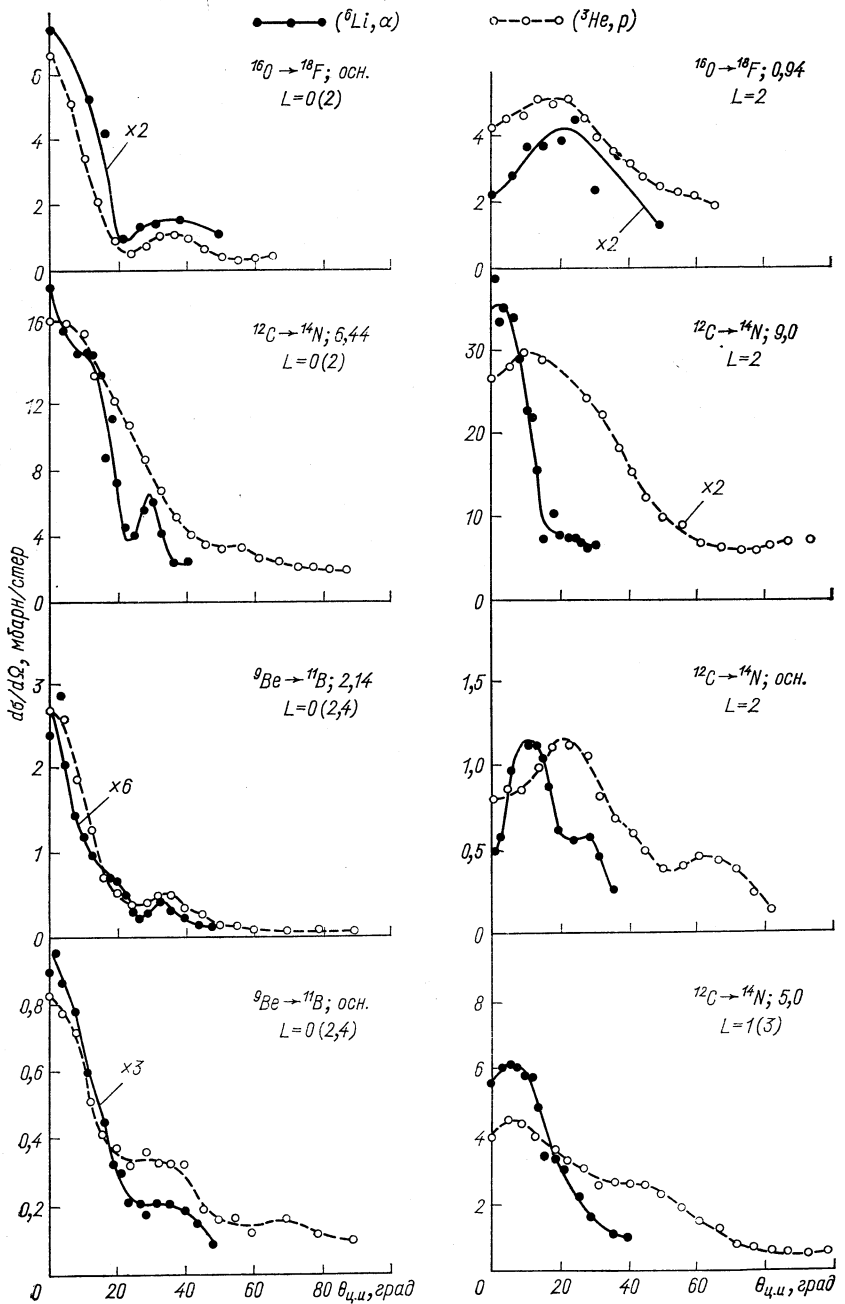 (⁶Li, α)
(³He, p)
¹⁶O → ¹⁸F; осн.
L=0(2)
×2
6
4
2
0
¹⁶O → ¹⁸F; 0,94
L=2
×2
4
2
0
¹²C → ¹⁴N; 6,44
L=0(2)
16
12
8
4
0
¹²C → ¹⁴N; 9,0
L=2
×2
30
20
10
0
dσ/dΩ, мбарн/стер
⁹Be → ¹¹B; 2,14
L=0(2,4)
×6
3
2
1
0
¹²C → ¹⁴N; осн.
L=2
1,5
1,0
0,5
0
⁹Be → ¹¹B; осн.
L=0(2,4)
×3
0,8
0,6
0,4
0,2
0 20 40 60 80 θц.и, град
¹²C → ¹⁴N; 5,0
L=1(3)
8
6
4
2
0 20 40 60 θц.и, град